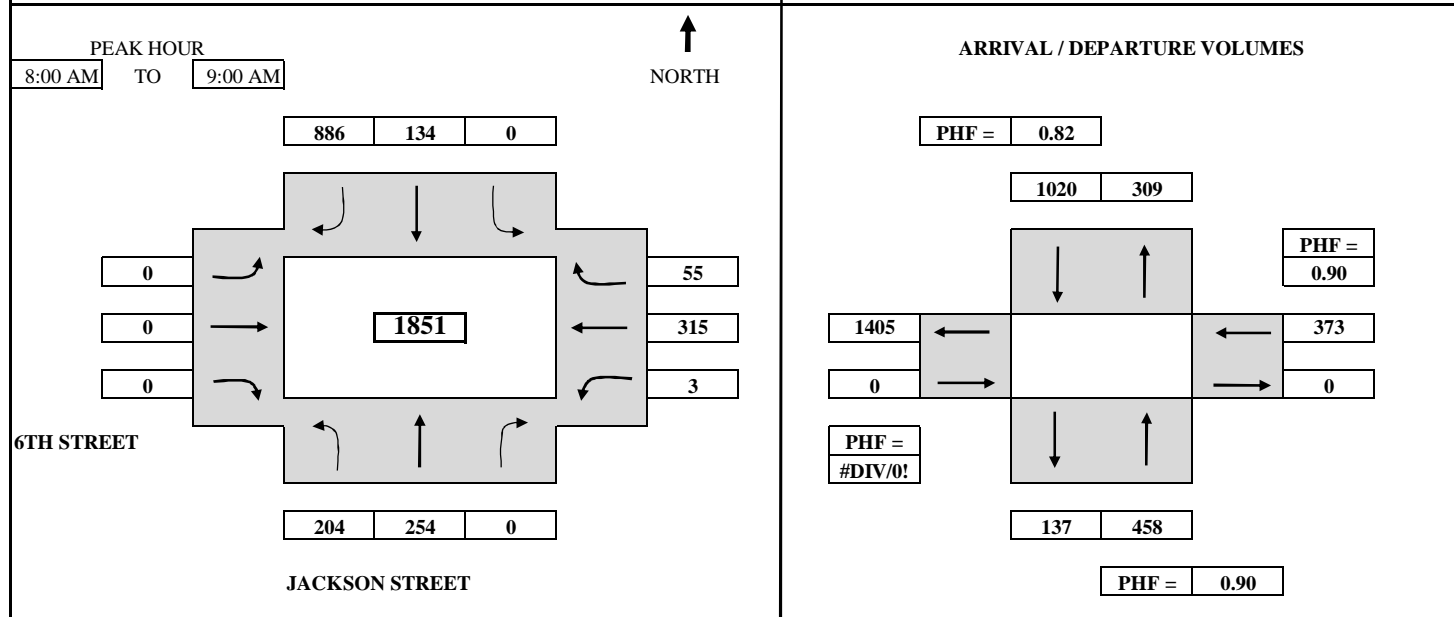 PEAK HOUR
8:00 AM TO 9:00 AM
NORTH
886 134 0
0 55
0 1851 315
0 3
6TH STREET
204 254 0
JACKSON STREET
ARRIVAL / DEPARTURE VOLUMES
PHF = 0.82
1020 309
PHF =
0.90
1405 373
0 0
PHF =
#DIV/0!
137 458
PHF = 0.90